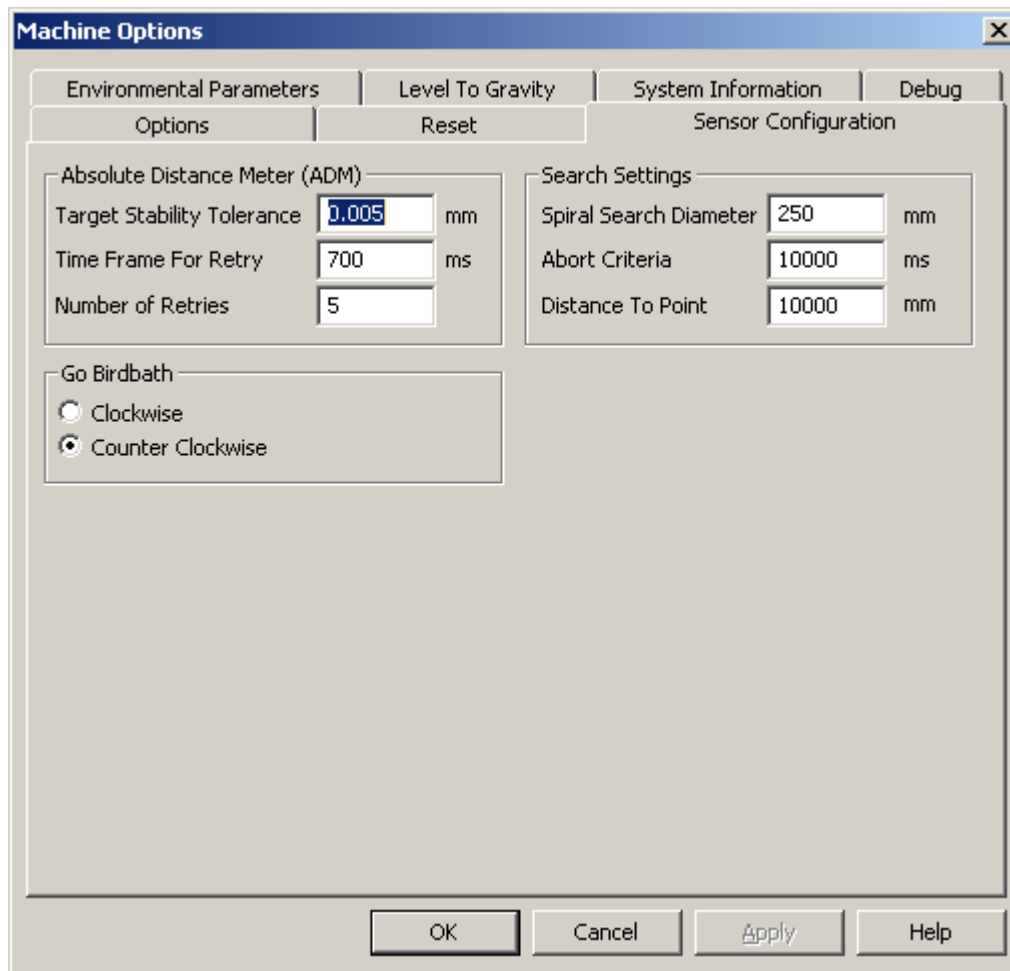 Machine Options
Environmental Parameters Level To Gravity System Information Debug
Options Reset Sensor Configuration
Absolute Distance Meter (ADM)
Target Stability Tolerance 0.005 mm
Time Frame For Retry 700 ms
Number of Retries 5
Search Settings
Spiral Search Diameter 250 mm
Abort Criteria 10000 ms
Distance To Point 10000 mm
Go Birdbath
Clockwise
Counter Clockwise
OK Cancel Apply Help